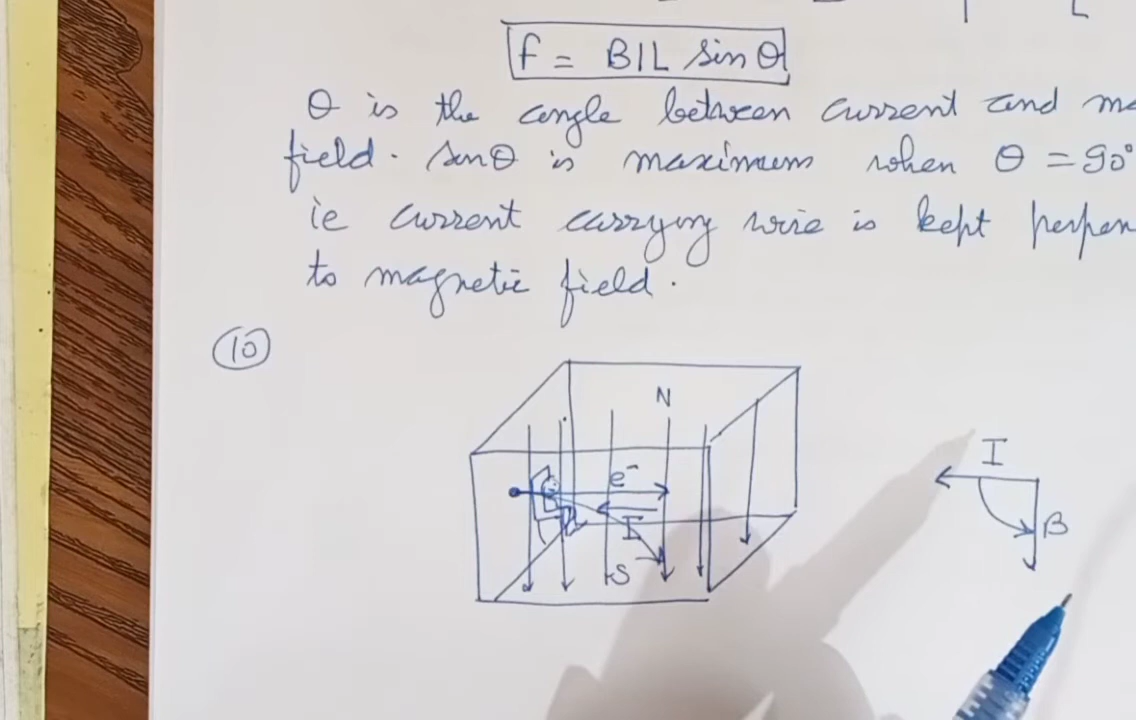 F = BIL sin θ
θ is the angle between current and
field. sinθ is maximum when θ = 90°
ie current carrying wire is kept
to magnetic field.
10
N
e⁻
I
S
I
B